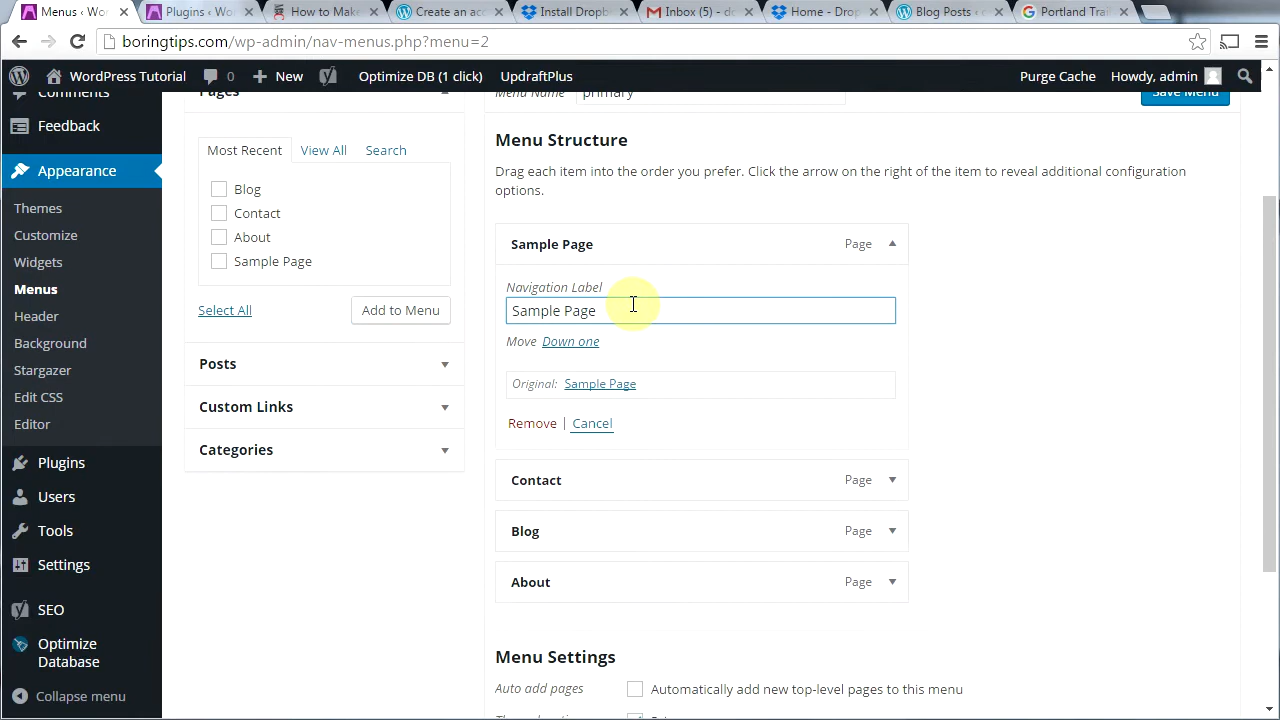 Menus ‹ Wor
Plugins ‹ Wo
How to Make
Create an acc
Install Dropb
Inbox (5) - d
Home - Drop
Blog Posts ‹
Portland Trail
boringtips.com/wp-admin/nav-menus.php?menu=2
WordPress Tutorial
0
New
Optimize DB (1 click)
UpdraftPlus
Purge Cache
Howdy, admin
Comments
Feedback
Appearance
Themes
Customize
Widgets
Menus
Header
Background
Stargazer
Edit CSS
Editor
Plugins
Users
Tools
Settings
SEO
Optimize
Database
Collapse menu
Pages
Most Recent
View All
Search
Blog
Contact
About
Sample Page
Select All
Add to Menu
Posts
Custom Links
Categories
Menu Name
primary
Save Menu
Menu Structure
Drag each item into the order you prefer. Click the arrow on the right of the item to reveal additional configuration
options.
Sample Page
Page
Navigation Label
Sample Page
Move Down one
Original: Sample Page
Remove | Cancel
Contact
Page
Blog
Page
About
Page
Menu Settings
Auto add pages
Automatically add new top-level pages to this menu